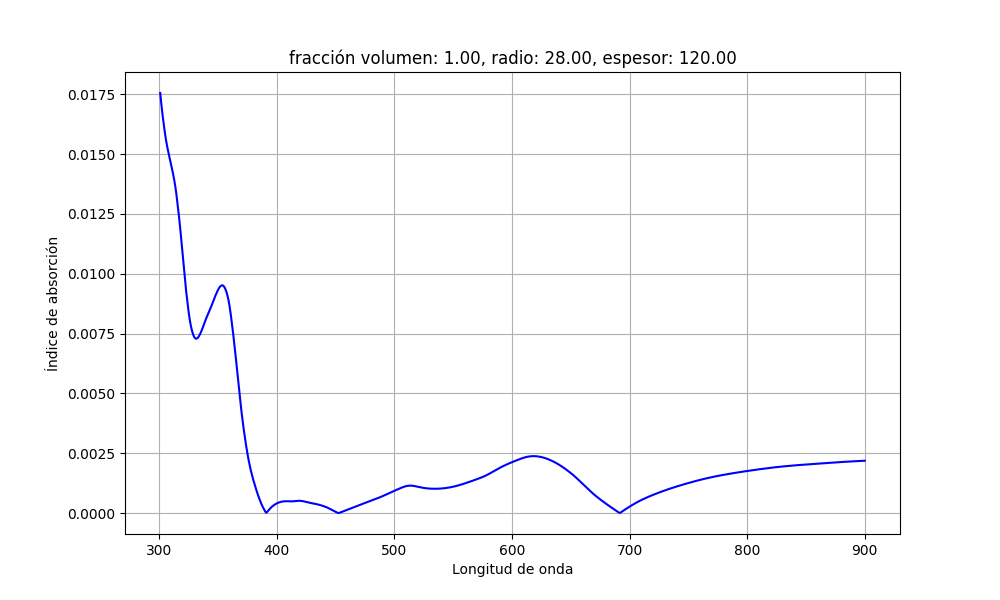 fracción volumen: 1.00, radio: 28.00, espesor: 120.00
0.0175
0.0150
0.0125
0.0100
0.0075
0.0050
0.0025
0.0000
Índice de absorción
300 400 500 600 700 800 900
Longitud de onda